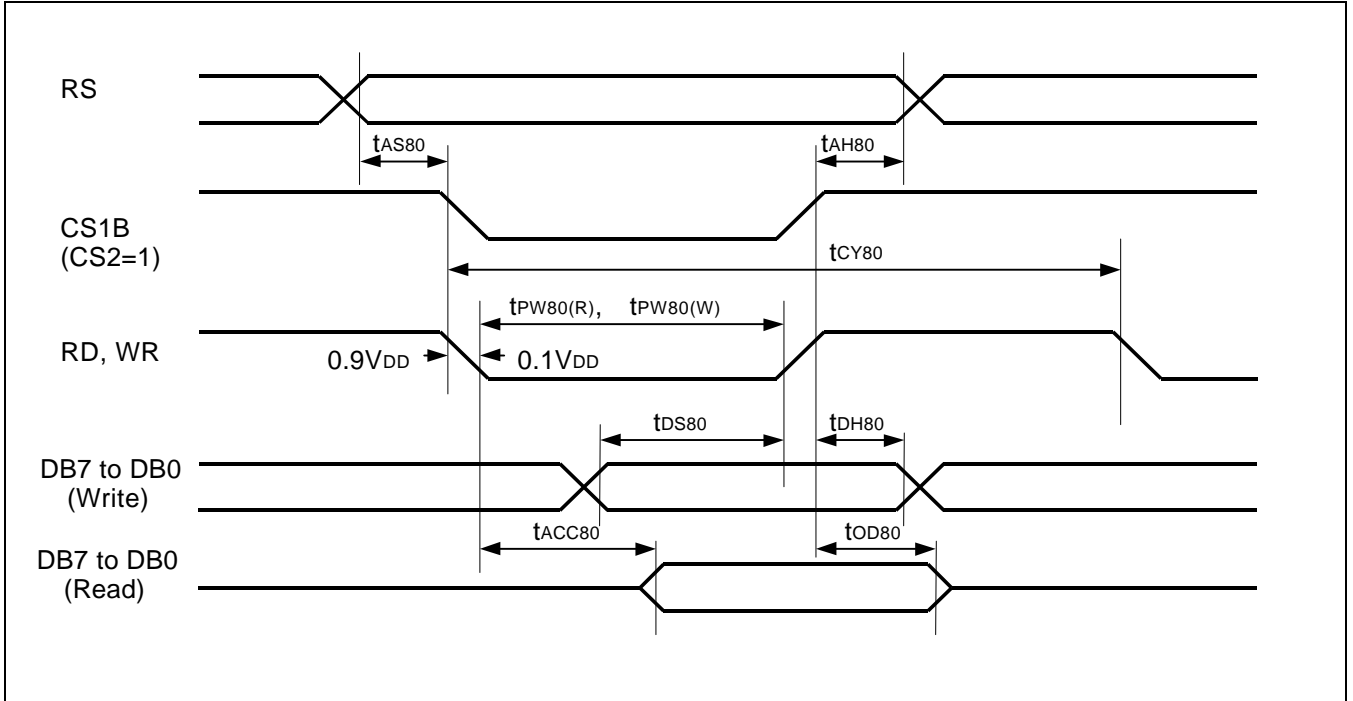 RS
tAS80 tAH80
CS1B
(CS2=1)
tCY80
tPW80(R), tPW80(W)
RD, WR
0.9VDD 0.1VDD
tDS80 tDH80
DB7 to DB0
(Write)
tACC80 tOD80
DB7 to DB0
(Read)